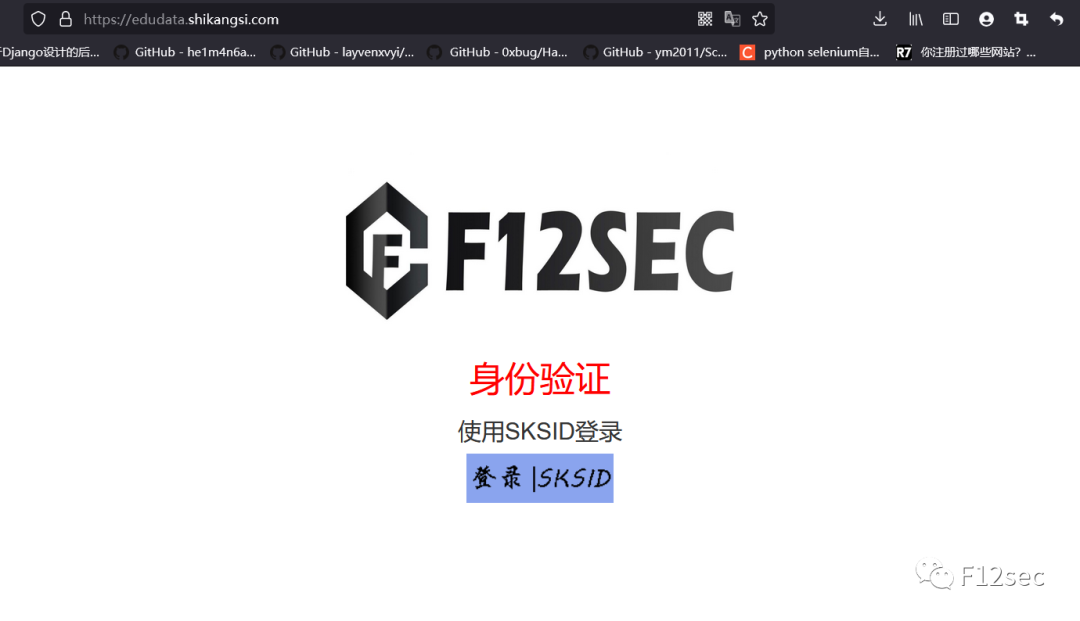 https://edudata.shikangsi.com
Django设计的后... GitHub - he1m4n6a... GitHub - layvenxvyi/... GitHub - 0xbug/Ha... GitHub - ym2011/Sc... C python selenium自... R7 你注册过哪些网站? ...
F12SEC
身份验证
使用SKSID登录
登录|SKSID
F12sec